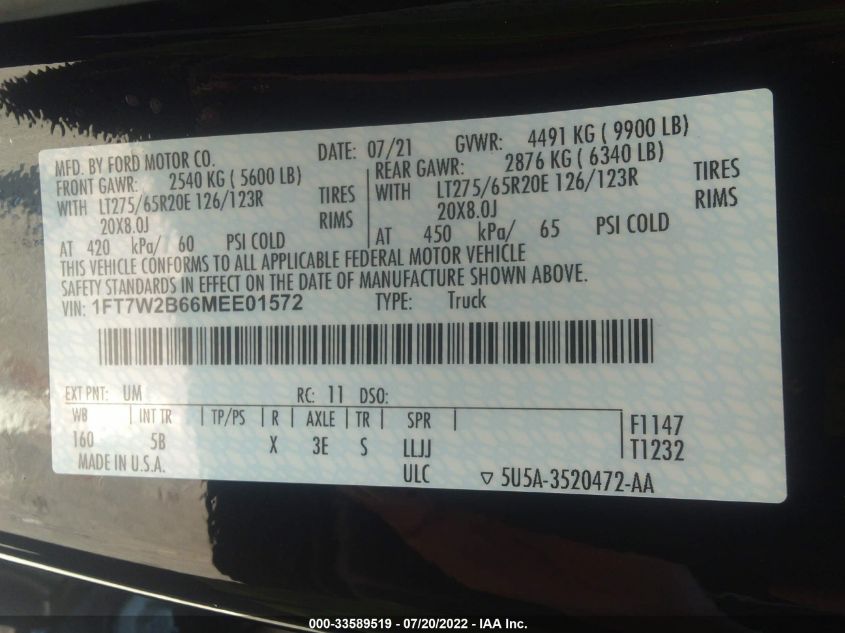 MFD. BY FORD MOTOR CO. DATE: 07/21 GVWR: 4491 KG ( 9900 LB)
FRONT GAWR: 2540 KG ( 5600 LB) REAR GAWR: 2876 KG ( 6340 LB)
WITH LT275/65R20E 126/123R TIRES WITH LT275/65R20E 126/123R TIRES
20X8.0J RIMS 20X8.0J RIMS
AT 420 kPa/ 60 PSI COLD AT 450 kPa/ 65 PSI COLD
THIS VEHICLE CONFORMS TO ALL APPLICABLE FEDERAL MOTOR VEHICLE
SAFETY STANDARDS IN EFFECT ON THE DATE OF MANUFACTURE SHOWN ABOVE.
VIN: 1FT7W2B66MEE01572 TYPE: Truck
EXT PNT: UM RC: 11 DSO:
WB INT TR TP/PS R AXLE TR SPR F1147
160 5B X 3E S LLJJ T1232
MADE IN U.S.A. ULC ▽ 5U5A-3520472-AA
000-33589519 - 07/20/2022 - IAA Inc.